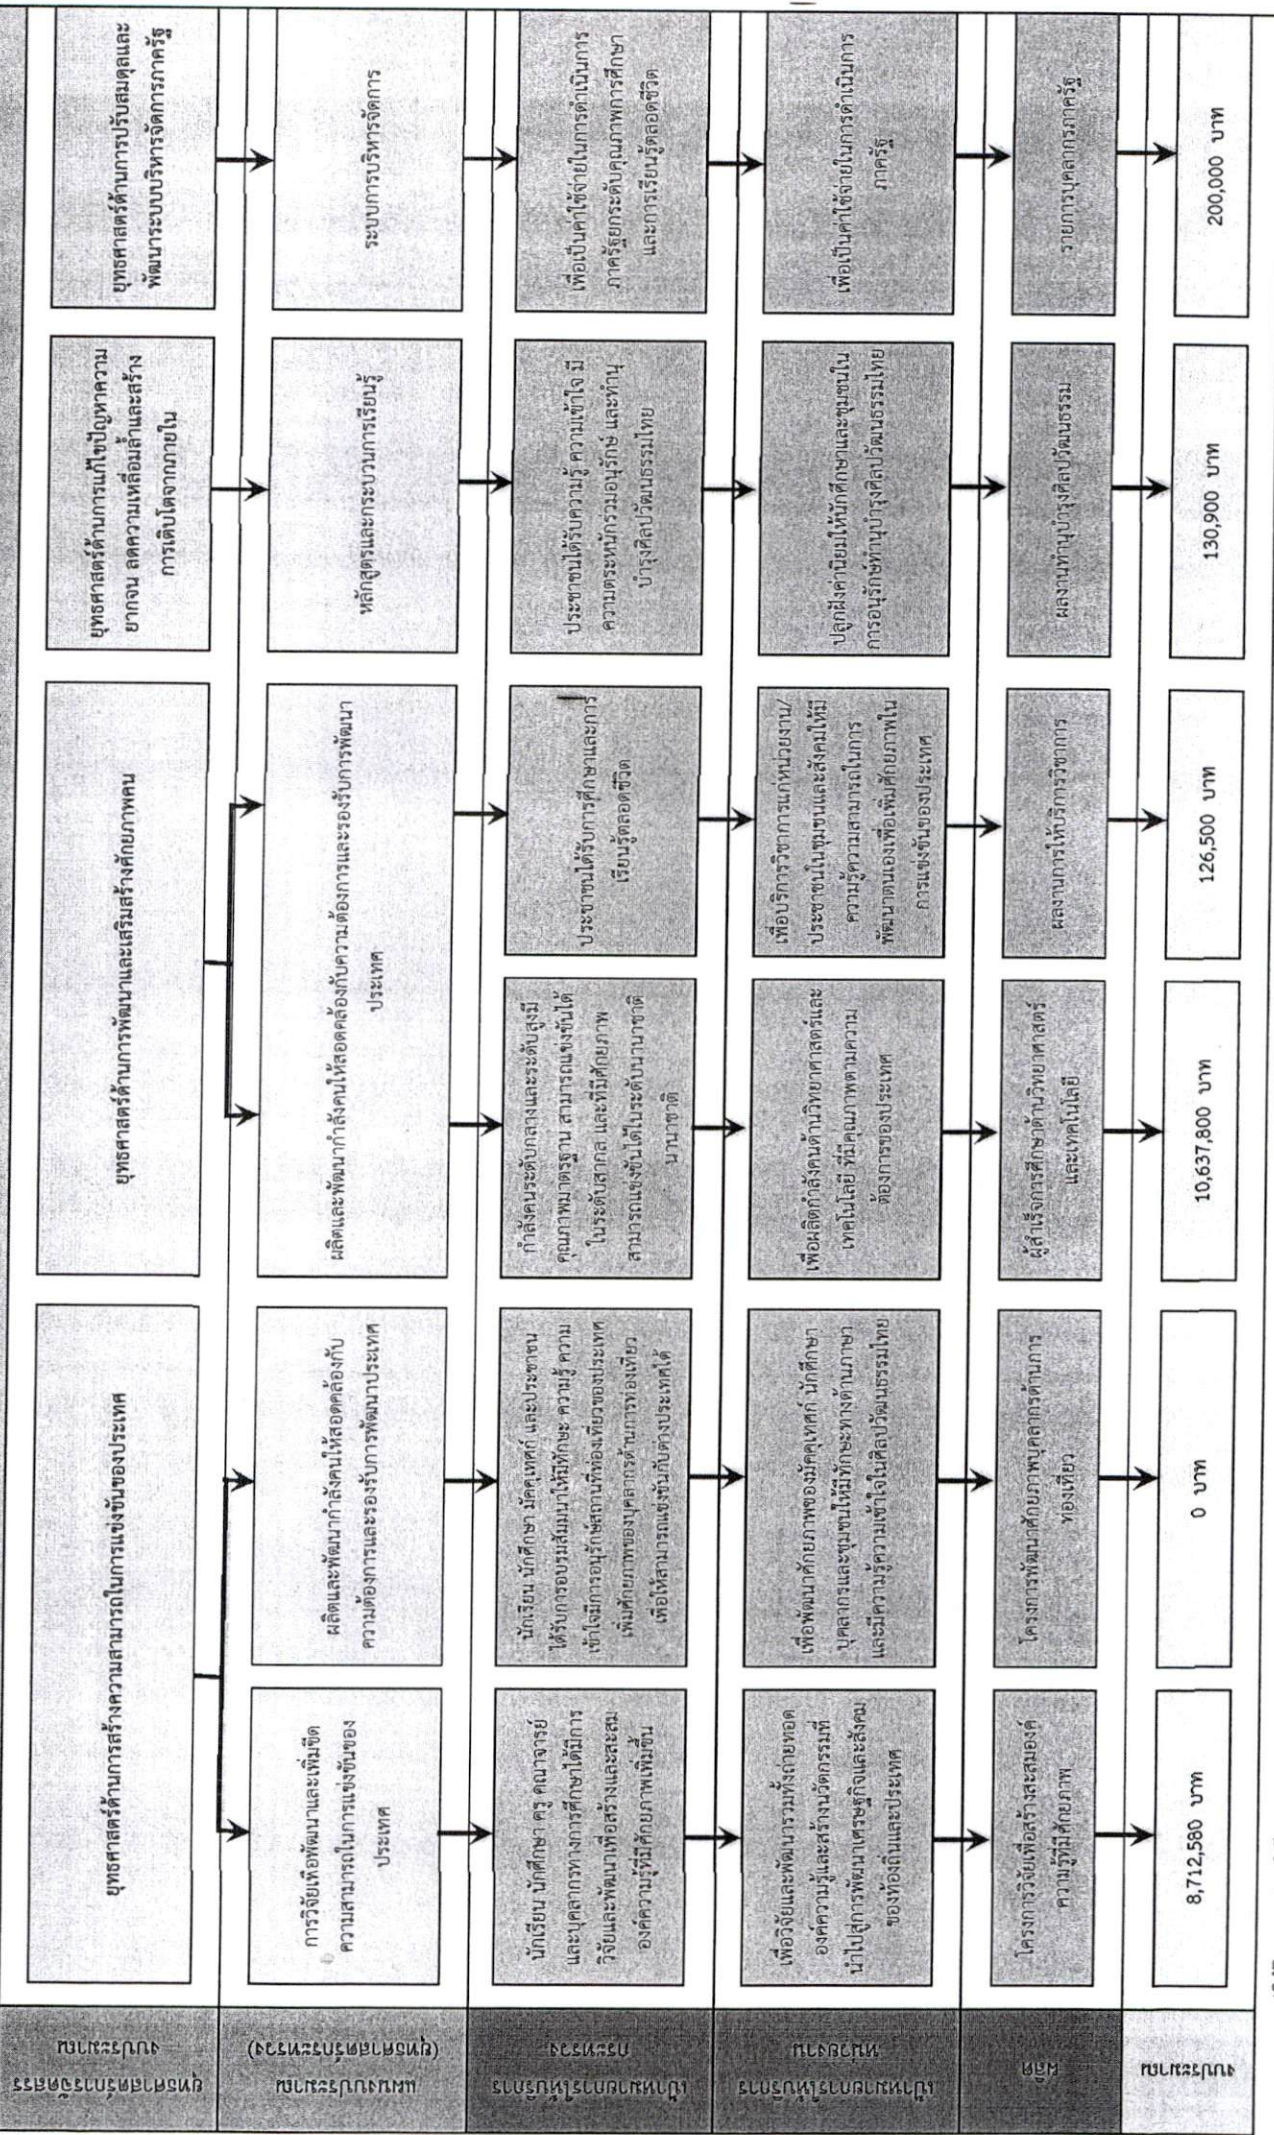 ยุทธศาสตร์การจัดสรร
งบประมาณ
ยุทธศาสตร์ด้านการสร้างความสามารถในการแข่งขันของประเทศ
ยุทธศาสตร์ด้านการพัฒนาและเสริมสร้างศักยภาพคน
ยุทธศาสตร์ด้านการแก้ไขปัญหาความ
ยากจน ลดความเหลื่อมล้ำและสร้าง
การเติบโตจากภายใน
ยุทธศาสตร์ด้านการปรับสมดุลและ
พัฒนาระบบบริหารจัดการภาครัฐ
แผนงบประมาณ
(ยุทธศาสตร์กระทรวง)
การวิจัยเพื่อพัฒนาและเพิ่มขีด
ความสามารถในการแข่งขันของ
ประเทศ
ผลิตและพัฒนากำลังคนให้สอดคล้องกับ
ความต้องการและรองรับการพัฒนาประเทศ
ผลิตและพัฒนากำลังคนให้สอดคล้องกับความต้องการและรองรับการพัฒนา
ประเทศ
หลักสูตรและกระบวนการเรียนรู้
ระบบการบริหารจัดการ
เป้าหมายการให้บริการ
กระทรวง
นักเรียน นักศึกษา ครู คณาจารย์
และบุคลากรทางการศึกษาได้มีการ
วิจัยและพัฒนาเพื่อสร้างและสะสม
องค์ความรู้ที่มีศักยภาพเพิ่มขึ้น
นักเรียน นักศึกษา มัคคุเทศก์ และประชาชน
ได้รับการอบรมสัมมนาให้มีทักษะ ความรู้ ความ
เข้าใจมีการอนุรักษ์สถานที่ท่องเที่ยวของประเทศ
เพิ่มศักยภาพของบุคลากรด้านการท่องเที่ยว
เพื่อให้สามารถแข่งขันกับต่างประเทศได้
กำลังคนระดับกลางและระดับสูงมี
คุณภาพมาตรฐาน สามารถแข่งขันได้
ในระดับสากล และที่มีศักยภาพ
สามารถแข่งขันได้ในระดับนานาชาติ
นานาชาติ
ประชาชนได้รับการศึกษาและการ
เรียนรู้ตลอดชีวิต
ประชาชนได้รับความรู้ ความเข้าใจ มี
ความตระหนักรวมอนุรักษ์ และทำนุ
บำรุงศิลปวัฒนธรรมไทย
เพื่อเป็นค่าใช้จ่ายในการดำเนินการ
ภาครัฐยกระดับคุณภาพการศึกษา
และการเรียนรู้ตลอดชีวิต
เป้าหมายการให้บริการ
หน่วยงาน
เพื่อวิจัยและพัฒนารวมทั้งถ่ายทอด
องค์ความรู้และสร้างนวัตกรรมที่
นำไปสู่การพัฒนาเศรษฐกิจและสังคม
ของท้องถิ่นและประเทศ
เพื่อพัฒนาศักยภาพของมัคคุเทศก์ นักศึกษา
บุคลากรและชุมชนให้มีทักษะทางด้านภาษา
และมีความรู้ความเข้าใจในศิลปวัฒนธรรมไทย
เพื่อผลิตกำลังคนด้านวิทยาศาสตร์และ
เทคโนโลยี ที่มีคุณภาพตามความ
ต้องการของประเทศ
เพื่อบริการวิชาการแก่หน่วยงาน/
ประชาชนในชุมชนและสังคมให้มี
ความรู้ความสามารถในการ
พัฒนาตนเองเพื่อเพิ่มศักยภาพใน
การแข่งขันของประเทศ
ปลูกฝังค่านิยมให้นักศึกษาและชุมชนใน
การอนุรักษ์ทำนุบำรุงศิลปวัฒนธรรมไทย
เพื่อเป็นค่าใช้จ่ายในการดำเนินการ
ภาครัฐ
ผลิต
โครงการวิจัยเพื่อสร้างสะสมองค์
ความรู้ที่มีศักยภาพ
โครงการพัฒนาศักยภาพบุคลากรด้านการ
ท่องเที่ยว
ผู้สำเร็จการศึกษาด้านวิทยาศาสตร์
และเทคโนโลยี
ผลงานการให้บริการวิชาการ
ผลงานทำนุบำรุงศิลปวัฒนธรรม
รายการบุคลากรภาครัฐ
งบประมาณ
8,712,580 บาท
0 บาท
10,637,800 บาท
126,500 บาท
130,900 บาท
200,000 บาท